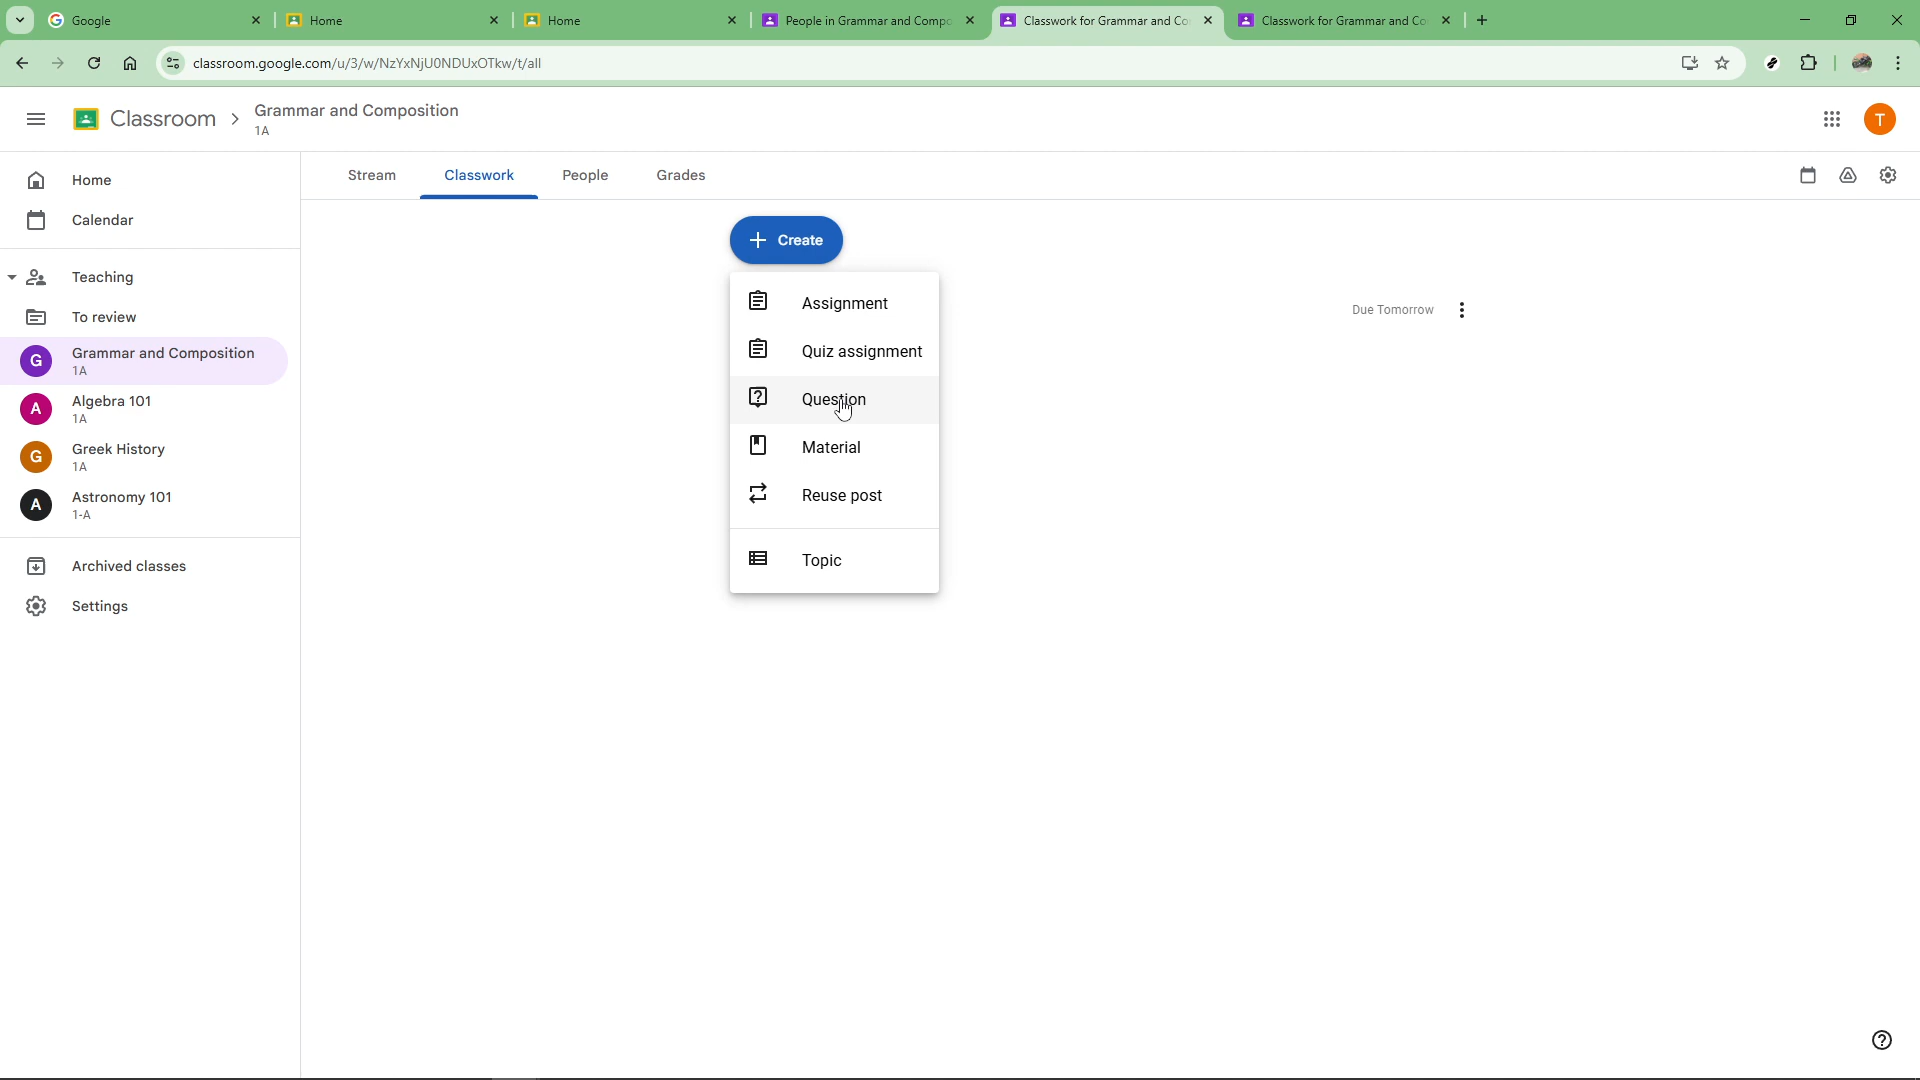 Google
Home
Home
People in Grammar and Compo
Classwork for Grammar and Co
Classwork for Grammar and Co
classroom.google.com/u/3/w/NzYxNjU0NDUxOTkw/t/all
Classroom
Grammar and Composition
1A
T
Home
Calendar
Teaching
To review
G
Grammar and Composition
1A
A
Algebra 101
1A
G
Greek History
1A
A
Astronomy 101
1-A
Archived classes
Settings
Stream
Classwork
People
Grades
Create
Assignment
Quiz assignment
Question
Material
Reuse post
Topic
Due Tomorrow